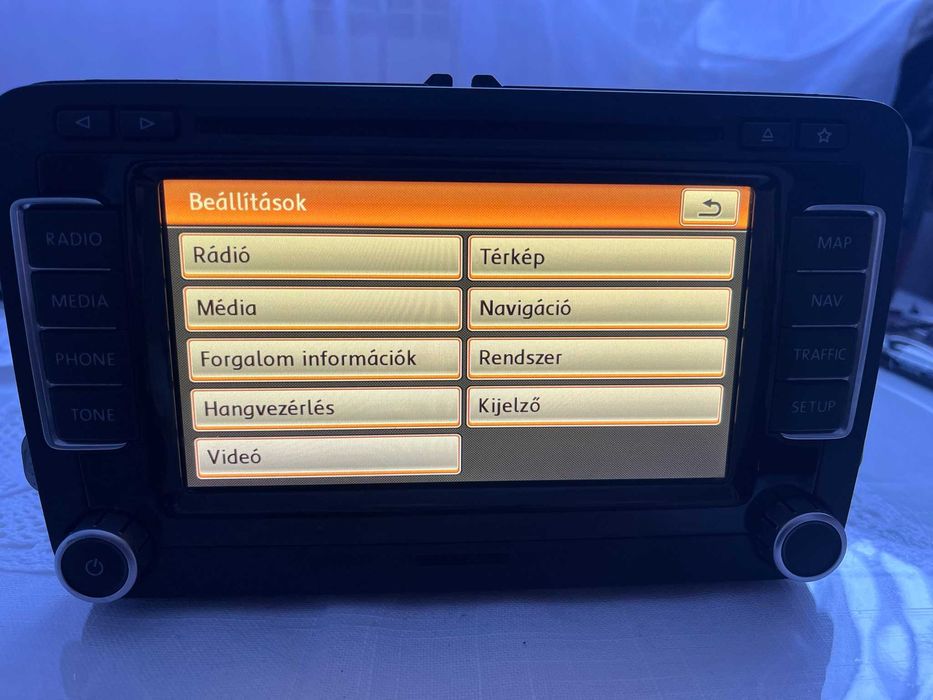 Beállítások
Rádió
Térkép
Média
Navigáció
Forgalom információk
Rendszer
Hangvezérlés
Kijelző
Videó
RADIO
MEDIA
PHONE
TONE
MAP
NAV
TRAFFIC
SETUP